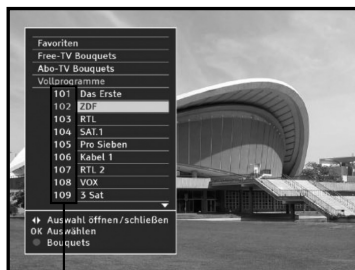 Favoriten
Free-TV Bouquets
Abo-TV Bouquets
Vollprogramme
101 Das Erste
102 ZDF
103 RTL
104 SAT.1
105 Pro Sieben
106 Kabel 1
107 RTL 2
108 VOX
109 3 Sat
Auswahl öffnen/schließen
OK Auswählen
Bouquets